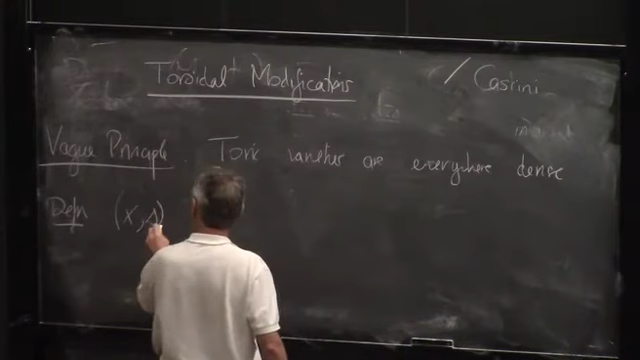 Toroidal Modifications / Castini
Vague Principle. Toric varieties are everywhere dense
Defn (X, Δ)